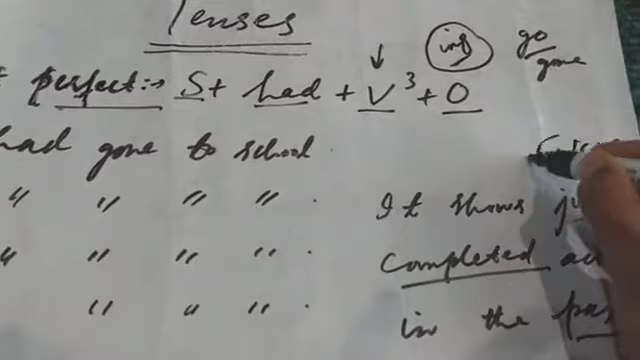 Tenses
ing go
gone
perfect:→ S + had + V³ + O
had gone to school.
" " " " . It shows
" " " " . completed
" " " . in the